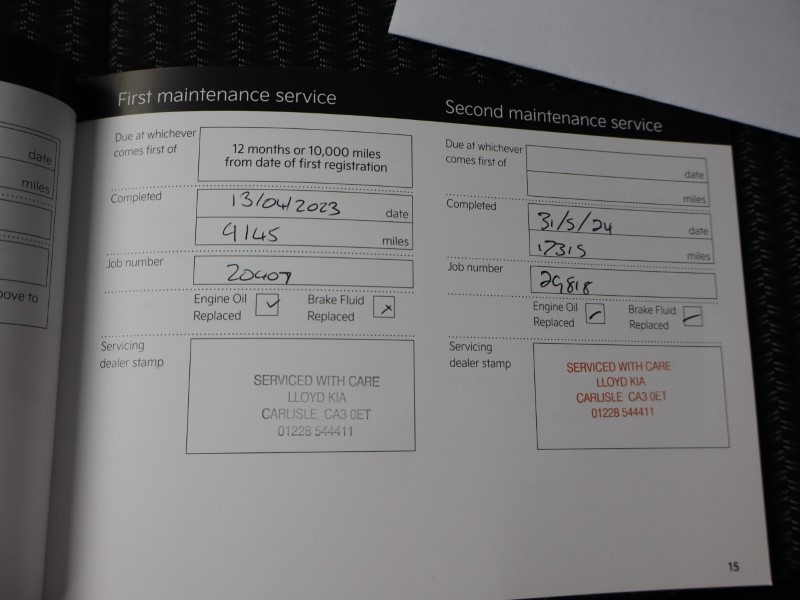 date
miles
bove to
First maintenance service
Due at whichever
comes first of
12 months or 10,000 miles
from date of first registration
Completed
13/04/2023 date
9145 miles
Job number
20407
Engine Oil
Replaced ✓
Brake Fluid
Replaced ✗
Servicing
dealer stamp
SERVICED WITH CARE
LLOYD KIA
CARLISLE CA3 0ET
01228 544411
Second maintenance service
Due at whichever
comes first of
date
miles
Completed
31/5/24 date
17315 miles
Job number
29818
Engine Oil
Replaced ✓
Brake Fluid
Replaced ✓
Servicing
dealer stamp
SERVICED WITH CARE
LLOYD KIA
CARLISLE CA3 0ET
01228 544411
15